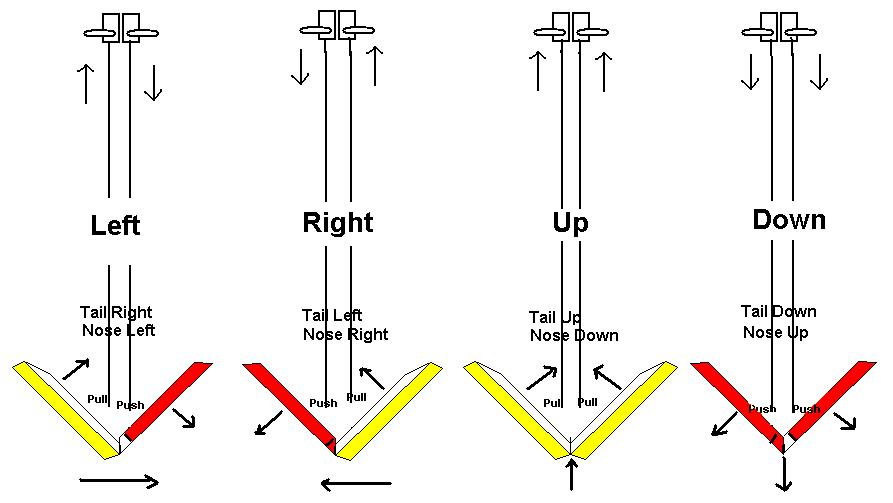 Left
Tail Right
Nose Left
Pull
Push
Right
Tail Left
Nose Right
Push
Pull
Up
Tail Up
Nose Down
Pull
Pull
Down
Tail Down
Nose Up
Push
Push